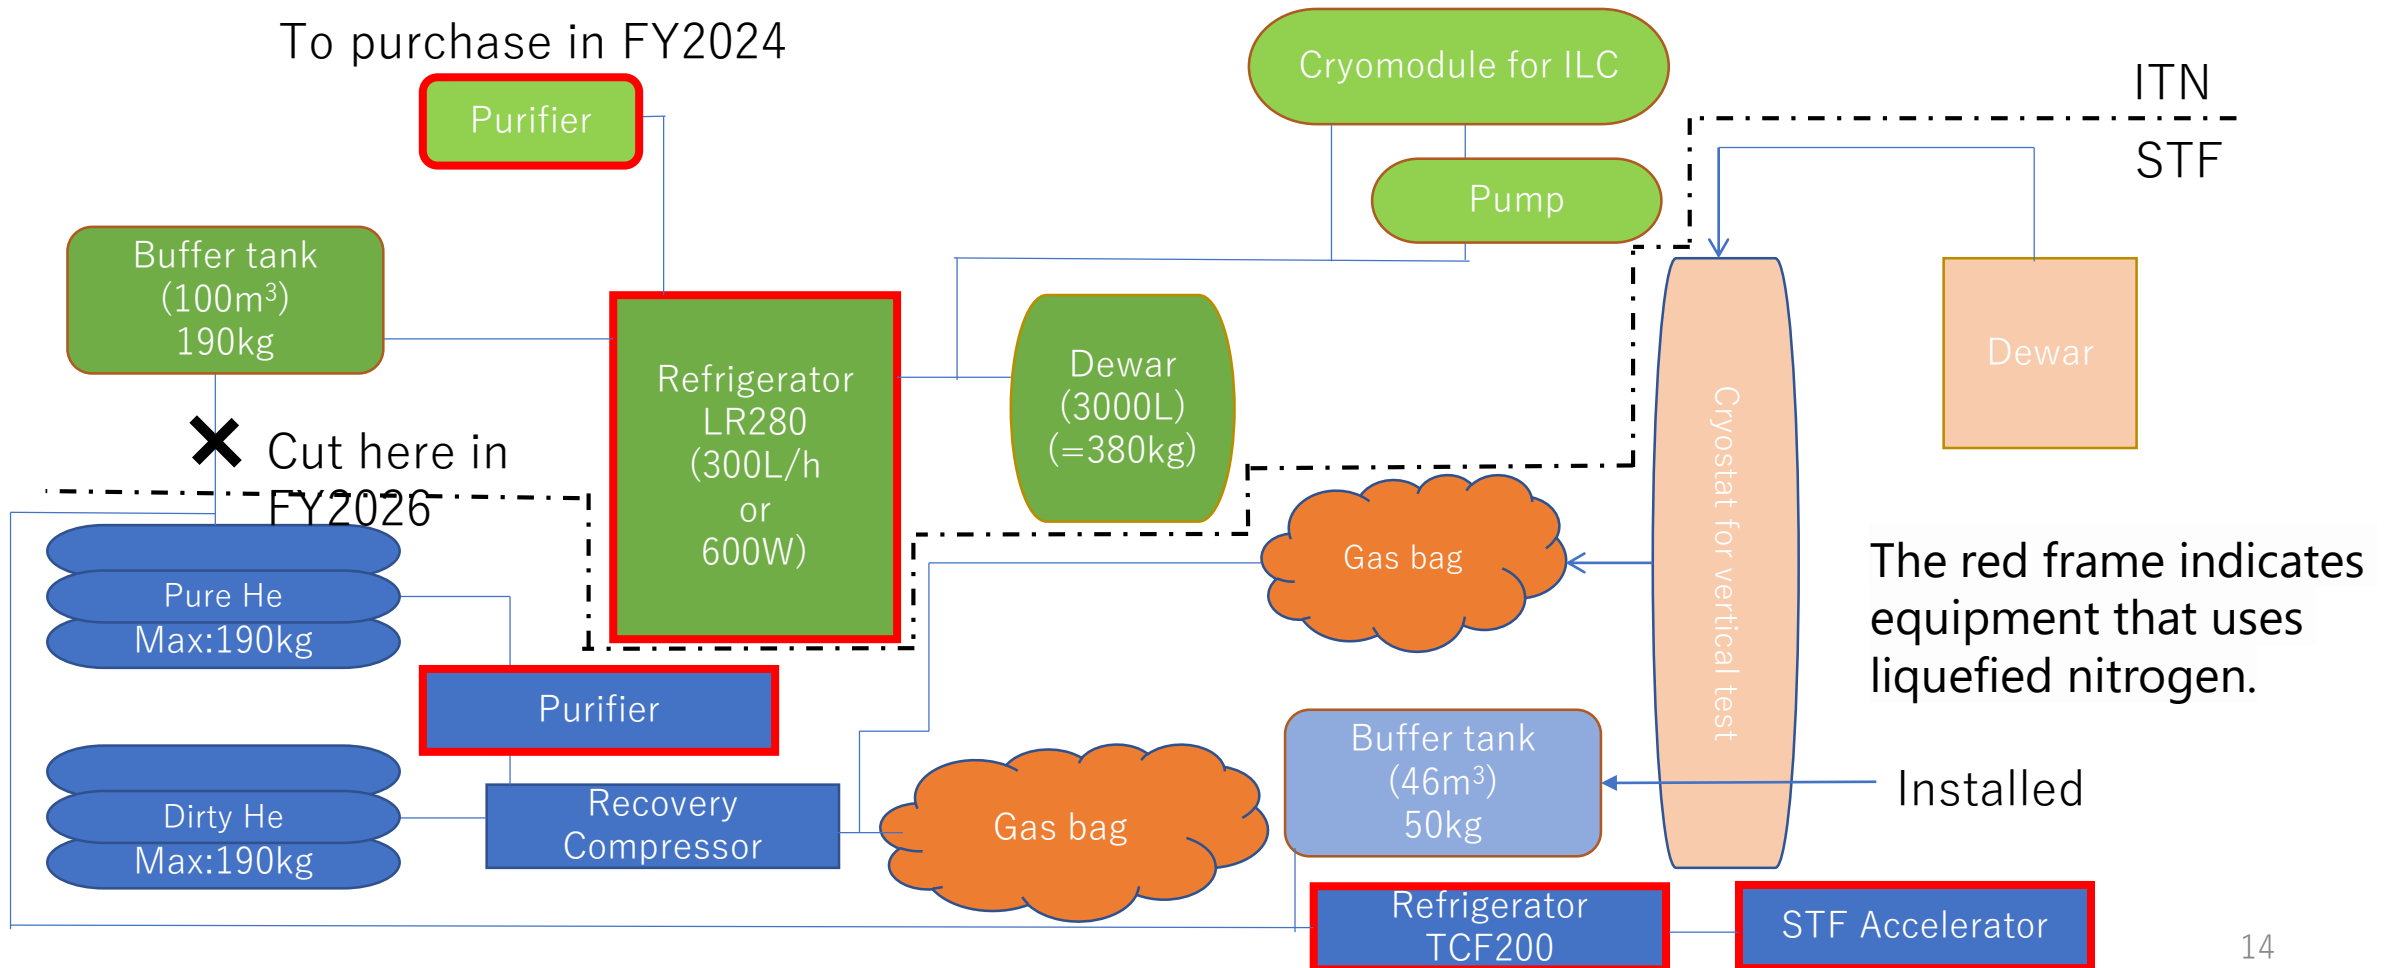 To purchase in FY2024
Purifier
Cryomodule for ILC
Pump
ITN
STF
Buffer tank
(100m³)
190kg
Refrigerator
LR280
(300L/h
or
600W)
Dewar
(3000L)
(=380kg)
Cryostat for vertical test
Dewar
Cut here in
FY2026
Pure He
Max:190kg
Gas bag
The red frame indicates
equipment that uses
liquefied nitrogen.
Purifier
Dirty He
Max:190kg
Recovery
Compressor
Gas bag
Buffer tank
(46m³)
50kg
Installed
Refrigerator
TCF200
STF Accelerator
14